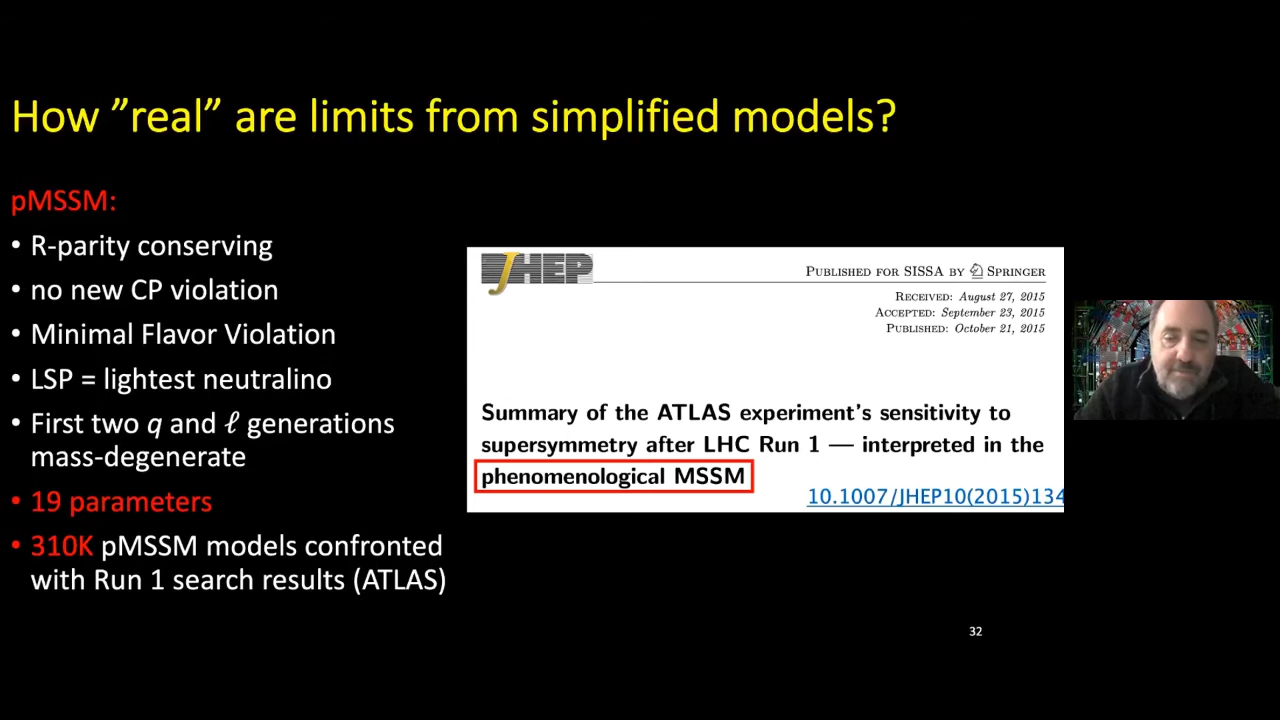 How ”real” are limits from simplified models?
pMSSM:
• R-parity conserving
• no new CP violation
• Minimal Flavor Violation
• LSP = lightest neutralino
• First two q and ℓ generations
mass-degenerate
• 19 parameters
• 310K pMSSM models confronted
with Run 1 search results (ATLAS)
JHEP
PUBLISHED FOR SISSA BY SPRINGER
RECEIVED: August 27, 2015
ACCEPTED: September 23, 2015
PUBLISHED: October 21, 2015
Summary of the ATLAS experiment’s sensitivity to
supersymmetry after LHC Run 1 — interpreted in the
phenomenological MSSM
10.1007/JHEP10(2015)134
32